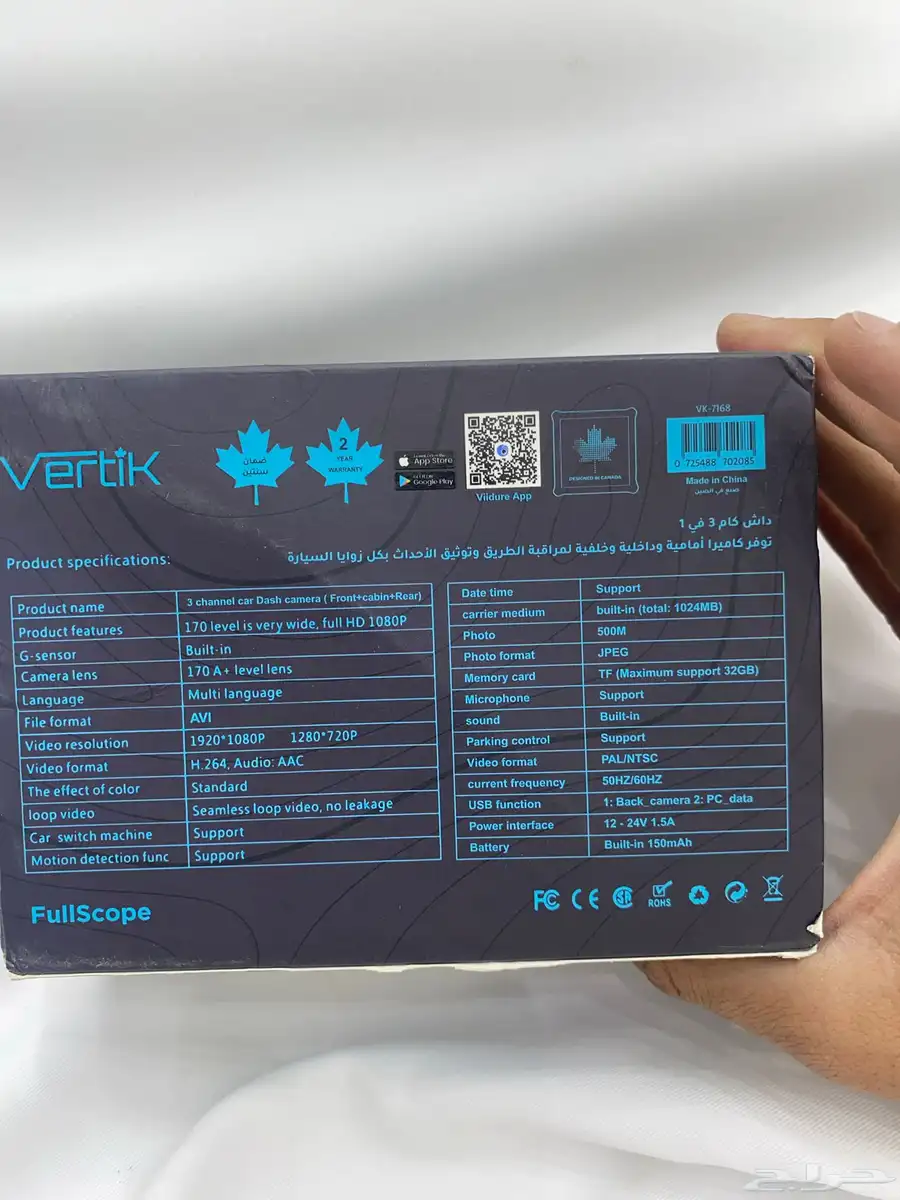 Vertik
ضمان
سنتين
2
YEAR
WARRANTY
App Store
Google Play
Viidure App
DESIGNED IN CANADA
VK-7168
0 725488 702085
Made in China
صنع في الصين
داش كام 3 في 1
توفر كاميرا أمامية وداخلية وخلفية لمراقبة الطريق وتوثيق الأحداث بكل زوايا السيارة
Product specifications:
Product name 3 channel car Dash camera ( Front+cabin+Rear)
Product features 170 level is very wide, full HD 1080P
G-sensor Built-in
Camera lens 170 A+ level lens
Language Multi language
File format AVI
Video resolution 1920*1080P 1280*720P
Video format H.264, Audio: AAC
The effect of color Standard
loop video Seamless loop video, no leakage
Car switch machine Support
Motion detection func Support
Date time Support
carrier medium built-in (total: 1024MB)
Photo 500M
Photo format JPEG
Memory card TF (Maximum support 32GB)
Microphone Support
sound Built-in
Parking control Support
Video format PAL/NTSC
current frequency 50HZ/60HZ
USB function 1: Back_camera 2: PC_data
Power interface 12 - 24V 1.5A
Battery Built-in 150mAh
FullScope
FC CE SA ROHS
حراج